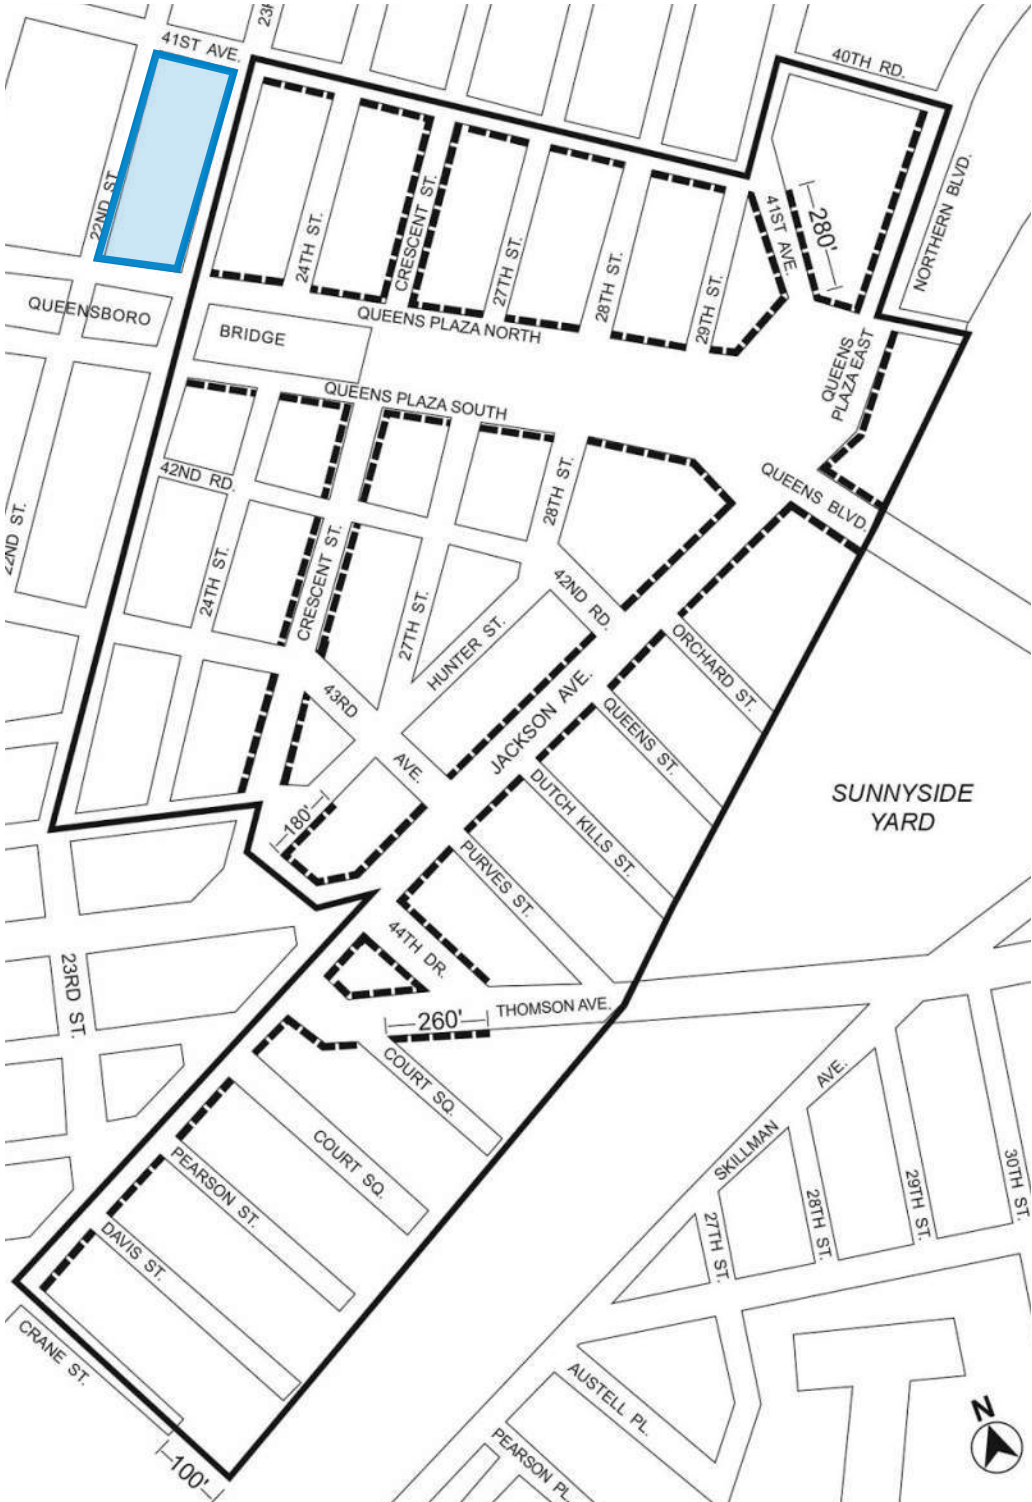 41ST AVE.
23R
40TH RD.
22ND ST.
24TH ST.
CRESCENT ST.
27TH ST.
28TH ST.
29TH ST.
41ST AVE.
280'
NORTHERN BLVD.
QUEENSBORO
BRIDGE
QUEENS PLAZA NORTH
QUEENS
PLAZA EAST
QUEENS PLAZA SOUTH
42ND RD.
28TH ST.
QUEENS BLVD.
22ND ST.
24TH ST.
CRESCENT ST.
27TH ST.
42ND RD.
HUNTER ST.
ORCHARD ST.
43RD
AVE.
JACKSON AVE.
QUEENS ST.
DUTCH KILLS ST.
180'
PURVES ST.
SUNNYSIDE
YARD
44TH DR.
23RD ST.
260'
THOMSON AVE.
COURT SQ.
COURT SQ.
PEARSON ST.
DAVIS ST.
CRANE ST.
100'
SKILLMAN
AVE.
27TH ST.
28TH ST.
29TH ST.
30TH ST.
AUSTELL PL.
PEARSON PL.
N